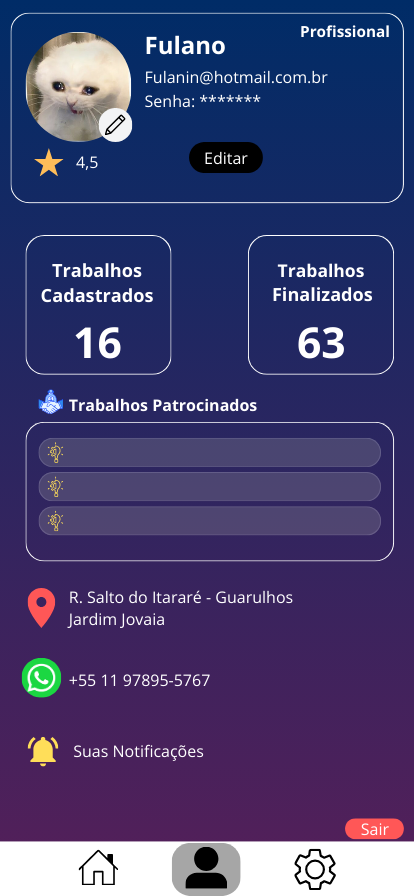 Profissional
Fulano
Fulanin@hotmail.com.br
Senha: *******
4,5
Editar
Trabalhos
Cadastrados
16
Trabalhos
Finalizados
63
Trabalhos Patrocinados
R. Salto do Itararé - Guarulhos
Jardim Jovaia
+55 11 97895-5767
Suas Notificações
Sair